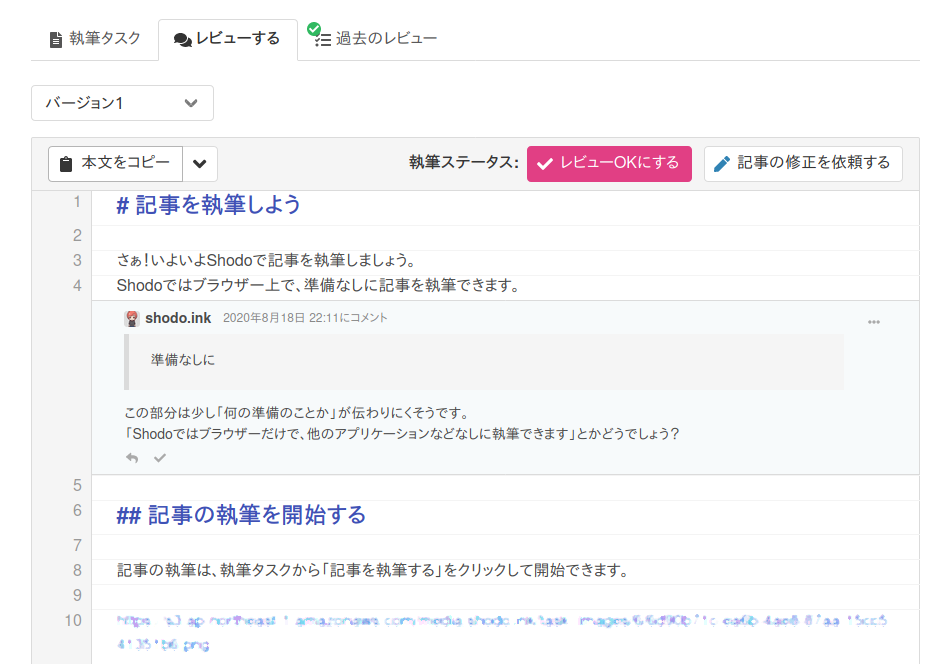 執筆タスク レビューする 過去のレビュー
バージョン1
本文をコピー 執筆ステータス: レビューOKにする 記事の修正を依頼する
1 # 記事を執筆しよう
2
3 さぁ!いよいよShodoで記事を執筆しましょう。
4 Shodoではブラウザー上で、準備なしに記事を執筆できます。
shodo.ink 2020年8月18日 22:11にコメント
準備なしに
この部分は少し「何の準備のことか」が伝わりにくそうです。
「Shodoではブラウザーだけで、他のアプリケーションなどなしに執筆できます」とかどうでしょう?
5
6 ## 記事の執筆を開始する
7
8 記事の執筆は、執筆タスクから「記事を執筆する」をクリックして開始できます。
9
10